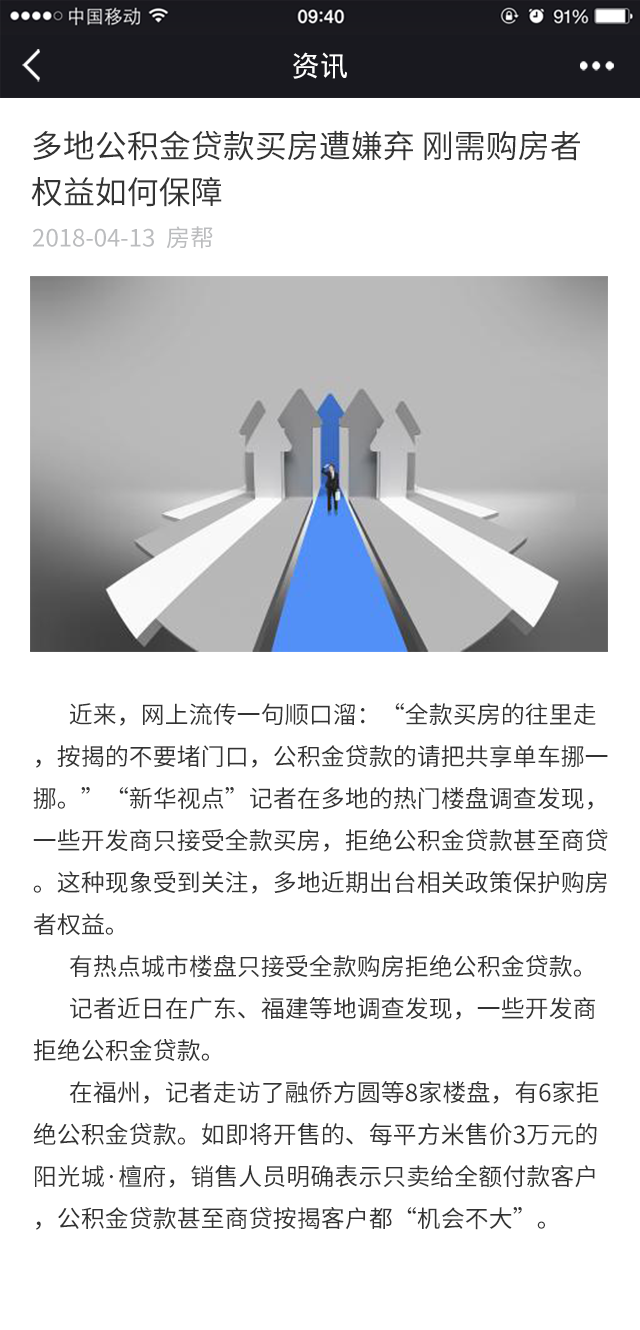 中国移动
09:40
91%
资讯
多地公积金贷款买房遭嫌弃 刚需购房者
权益如何保障
2018-04-13 房帮
近来，网上流传一句顺口溜：“全款买房的往里走
，按揭的不要堵门口，公积金贷款的请把共享单车挪一
挪。”“新华视点”记者在多地的热门楼盘调查发现，
一些开发商只接受全款买房，拒绝公积金贷款甚至商贷
。这种现象受到关注，多地近期出台相关政策保护购房
者权益。
有热点城市楼盘只接受全款购房拒绝公积金贷款。
记者近日在广东、福建等地调查发现，一些开发商
拒绝公积金贷款。
在福州，记者走访了融侨方圆等8家楼盘，有6家拒
绝公积金贷款。如即将开售的、每平方米售价3万元的
阳光城·檀府，销售人员明确表示只卖给全额付款客户
，公积金贷款甚至商贷按揭客户都“机会不大”。